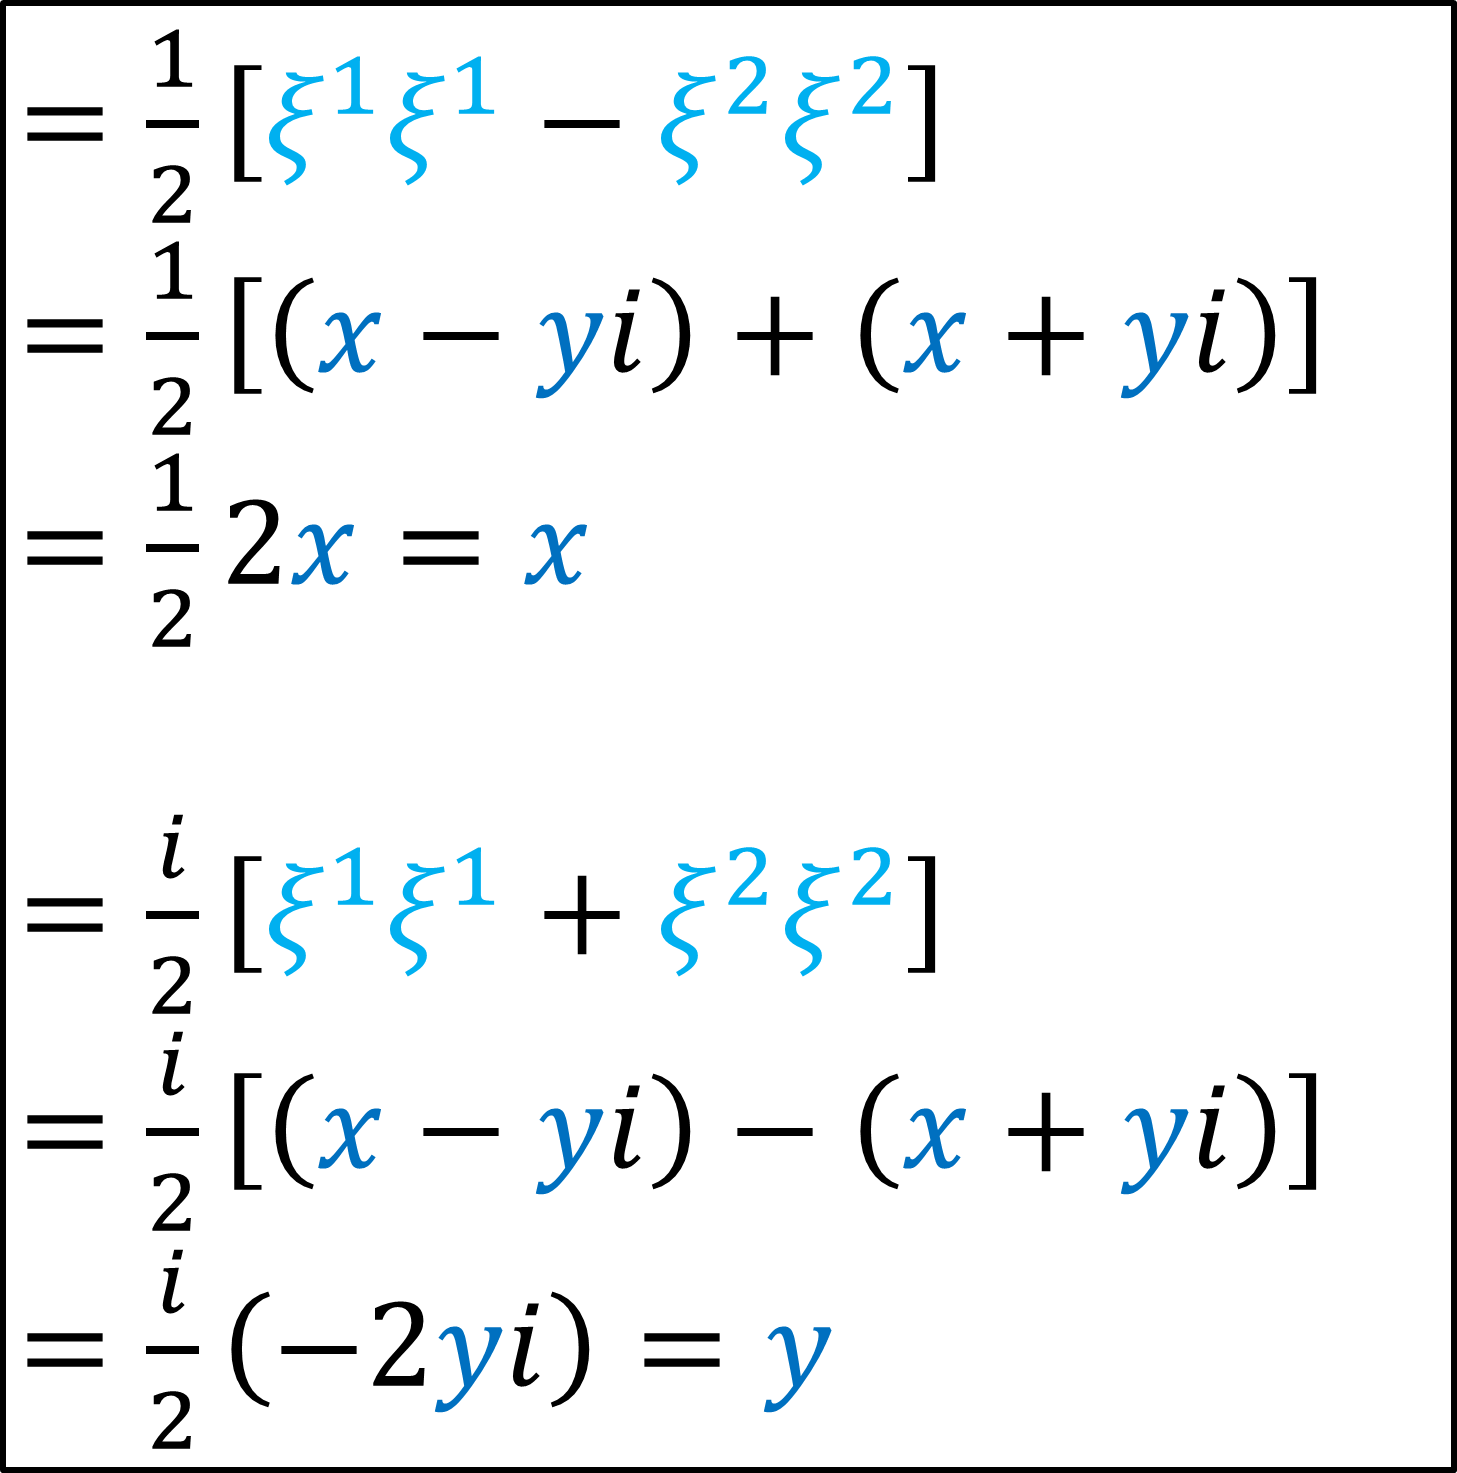 = 1/2 [ξ¹ξ¹ − ξ²ξ²]
= 1/2 [(x − yi) + (x + yi)]
= 1/2 2x = x
= i/2 [ξ¹ξ¹ + ξ²ξ²]
= i/2 [(x − yi) − (x + yi)]
= i/2 (−2yi) = y